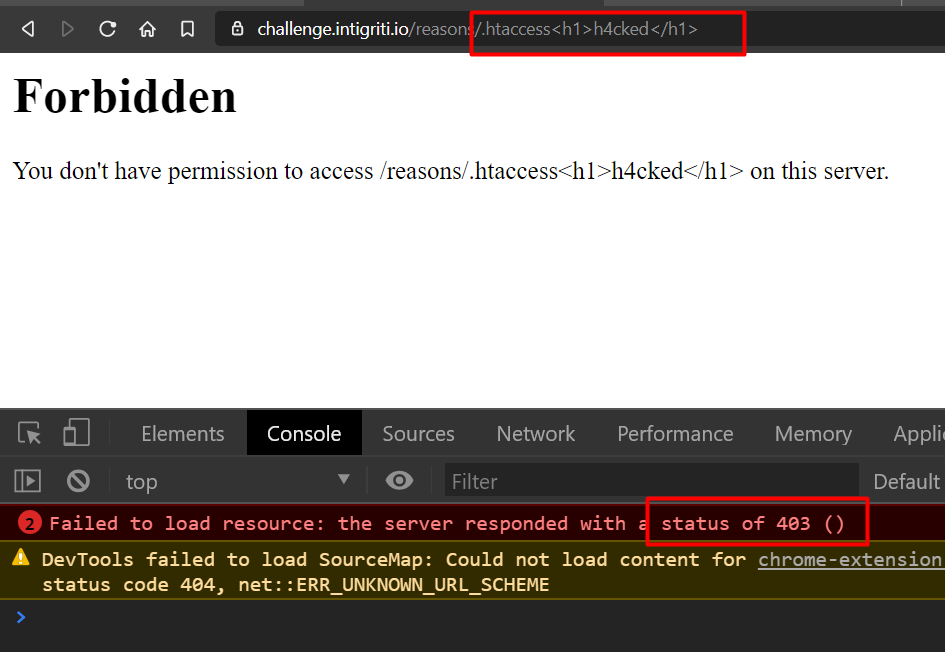 challenge.intigriti.io/reasons/.htaccess<h1>h4cked</h1>
Forbidden
You don't have permission to access /reasons/.htaccess<h1>h4cked</h1> on this server.
Elements Console Sources Network Performance Memory Applic
top Filter Default
2 Failed to load resource: the server responded with a status of 403 ()
DevTools failed to load SourceMap: Could not load content for chrome-extension
status code 404, net::ERR_UNKNOWN_URL_SCHEME
>